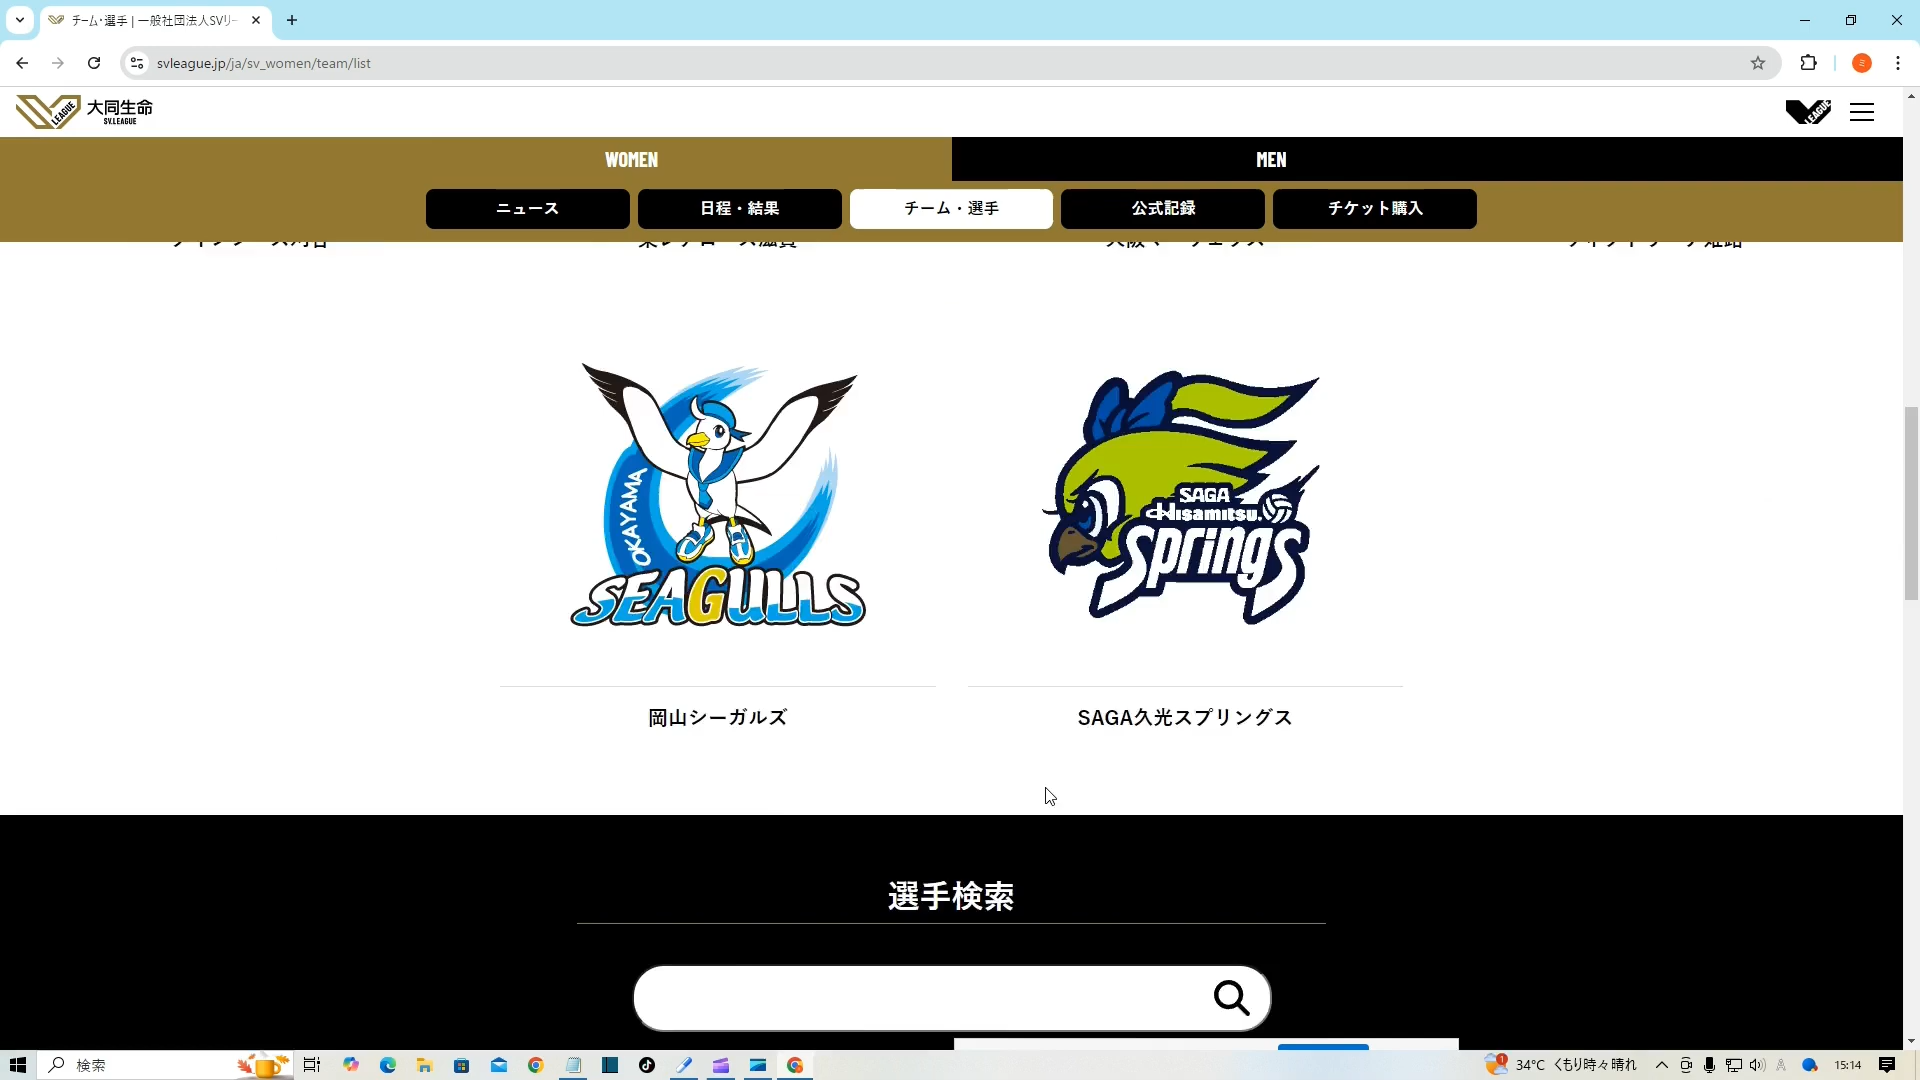 チーム・選手 | 一般社団法人SVリー
svleague.jp/ja/sv_women/team/list
LEAGUE 大同生命
SV.LEAGUE
LEAGUE
WOMEN
MEN
ニュース
日程・結果
チーム・選手
公式記録
チケット購入
OKAYAMA
SEAGULLS
SAGA
Hisamitsu.
Springs
岡山シーガルズ
SAGA久光スプリングス
選手検索
検索
1
34°C くもり時々晴れ
A
15:14